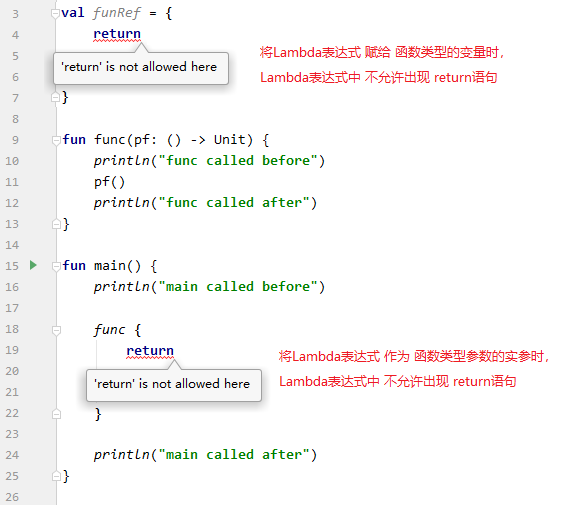 3 val funRef = {
4 return
将Lambda表达式 赋给 函数类型的变量时,
5
'return' is not allowed here
Lambda表达式中 不允许出现 return语句
6
7 }
8
9 fun func(pf: () -> Unit) {
10 println("func called before")
11 pf()
12 println("func called after")
13 }
14
15 fun main() {
16 println("main called before")
17
18 func {
19 return
将Lambda表达式 作为 函数类型参数的实参时,
20
'return' is not allowed here
Lambda表达式中 不允许出现 return语句
21
22 }
23
24 println("main called after")
25 }
26